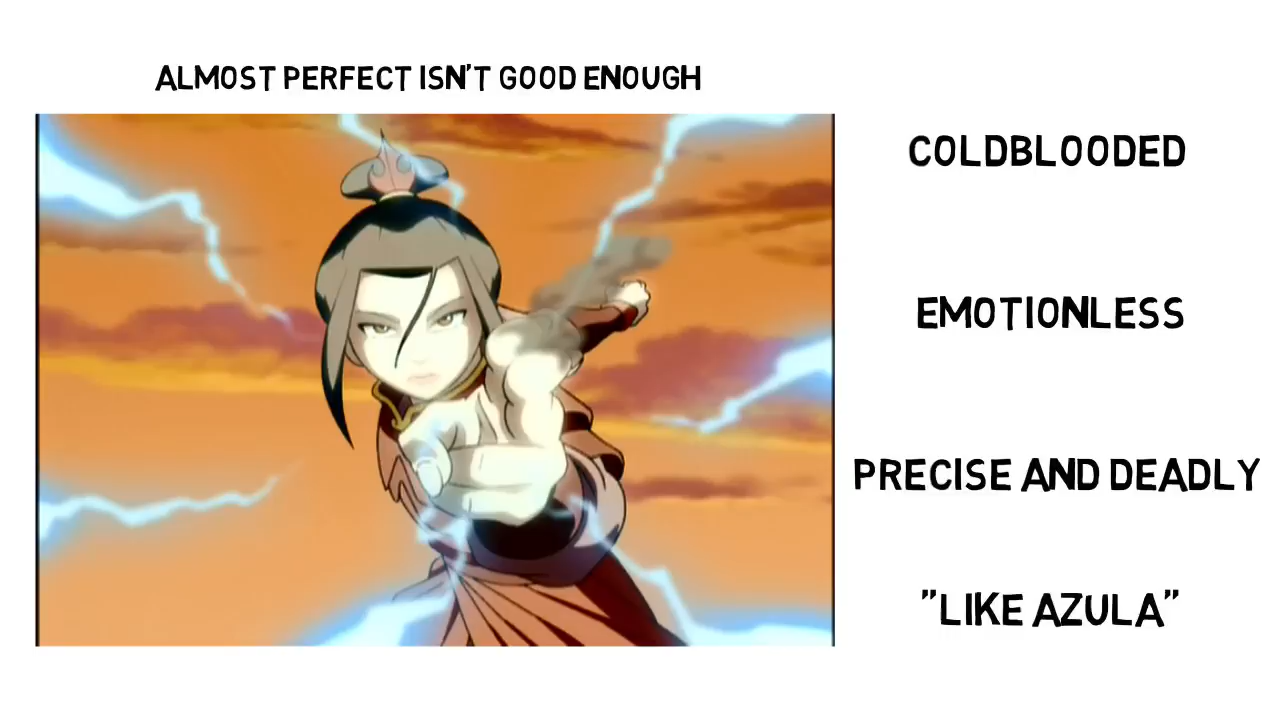 ALMOST PERFECT ISN'T GOOD ENOUGH
COLDBLOODED
EMOTIONLESS
PRECISE AND DEADLY
"LIKE AZULA"